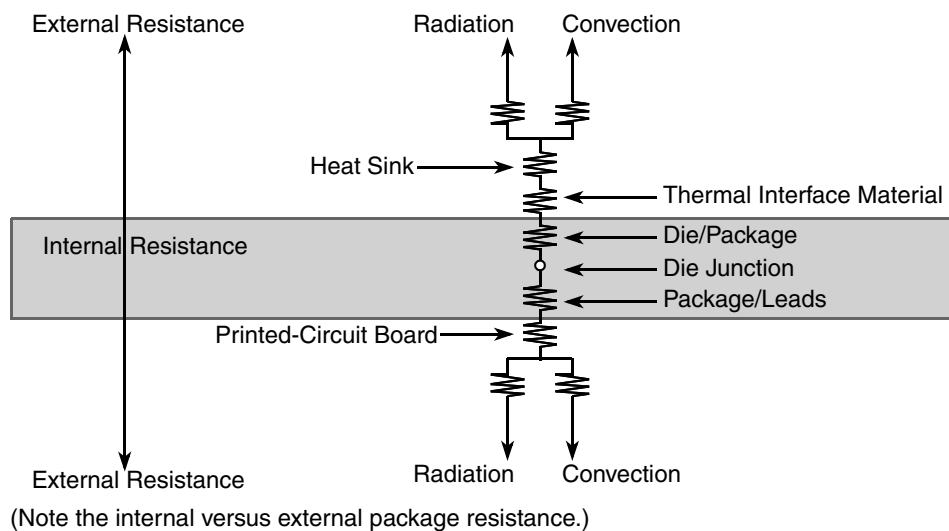 External Resistance
Radiation
Convection
Heat Sink
Thermal Interface Material
Internal Resistance
Die/Package
Die Junction
Package/Leads
Printed-Circuit Board
Radiation
Convection
External Resistance
(Note the internal versus external package resistance.)